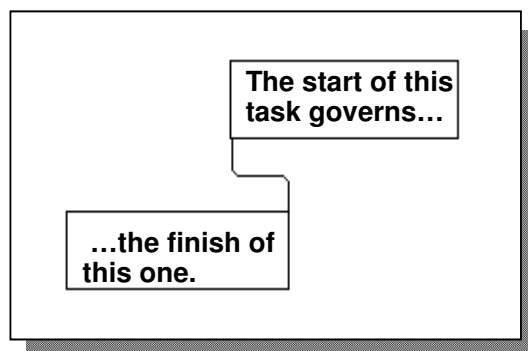 The start of this
task governs…
…the finish of
this one.